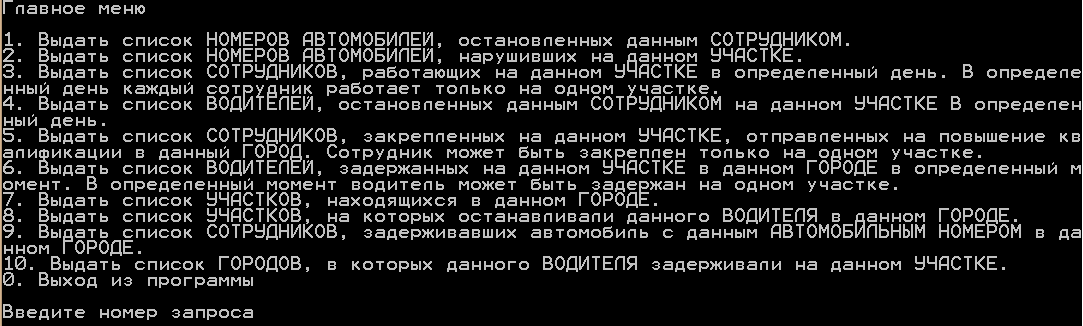 Главное меню
1. Выдать список НОМЕРОВ АВТОМОБИЛЕЙ, остановленных данным СОТРУДНИКОМ.
2. Выдать список НОМЕРОВ АВТОМОБИЛЕЙ, нарушивших на данном УЧАСТКЕ.
3. Выдать список СОТРУДНИКОВ, работающих на данном УЧАСТКЕ в определенный день. В определе
нный день каждый сотрудник работает только на одном участке.
4. Выдать список ВОДИТЕЛЕЙ, остановленных данным СОТРУДНИКОМ на данном УЧАСТКЕ В определен
ный день.
5. Выдать список СОТРУДНИКОВ, закрепленных на данном УЧАСТКЕ, отправленных на повышение кв
алификации в данный ГОРОД. Сотрудник может быть закреплен только на одном участке.
6. Выдать список ВОДИТЕЛЕЙ, задержанных на данном УЧАСТКЕ в данном ГОРОДЕ в определенный м
омент. В определенный момент водитель может быть задержан на одном участке.
7. Выдать список УЧАСТКОВ, находящихся в данном ГОРОДЕ.
8. Выдать список УЧАСТКОВ, на которых останавливали данного ВОДИТЕЛЯ в данном ГОРОДЕ.
9. Выдать список СОТРУДНИКОВ, задерживавших автомобиль с данным АВТОМОБИЛЬНЫМ НОМЕРОМ в да
нном ГОРОДЕ.
10. Выдать список ГОРОДОВ, в которых данного ВОДИТЕЛЯ задерживали на данном УЧАСТКЕ.
0. Выход из программы
Введите номер запроса